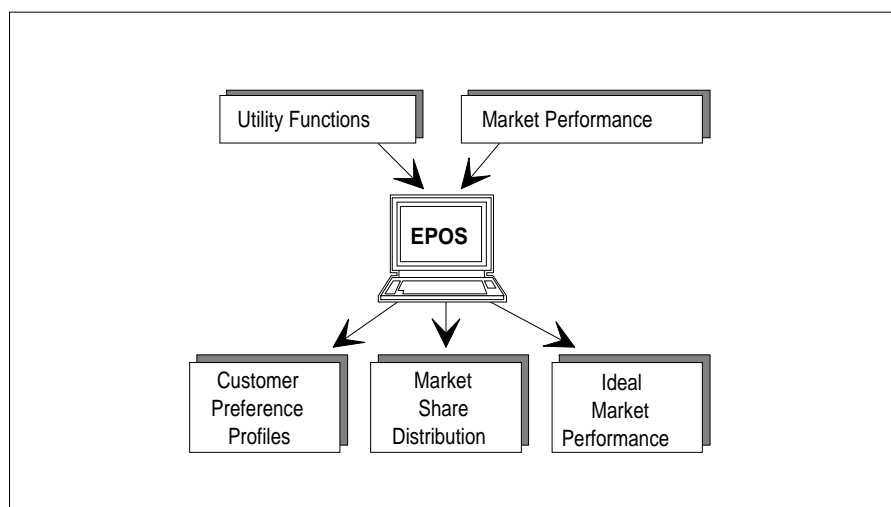 Utility Functions
Market Performance
EPOS
Customer
Preference
Profiles
Market
Share
Distribution
Ideal
Market
Performance